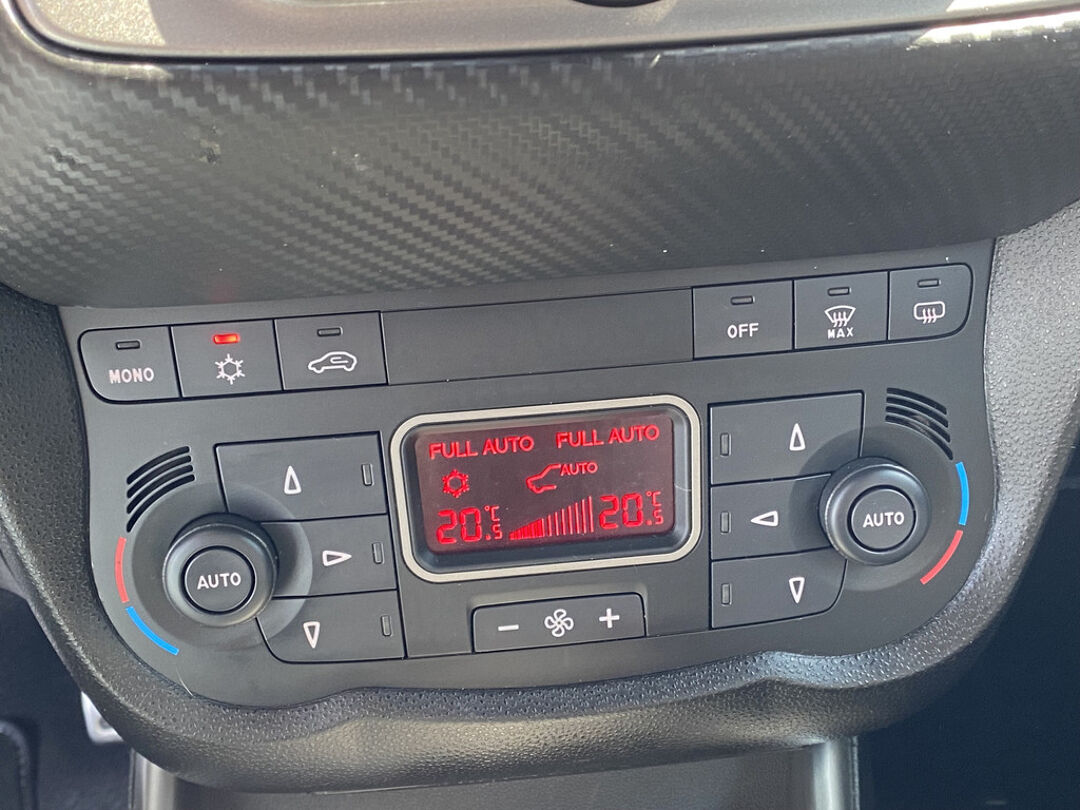 MONO
OFF
MAX
FULL AUTO FULL AUTO
AUTO
20.5 °C
20.5 °C
AUTO
AUTO
- +